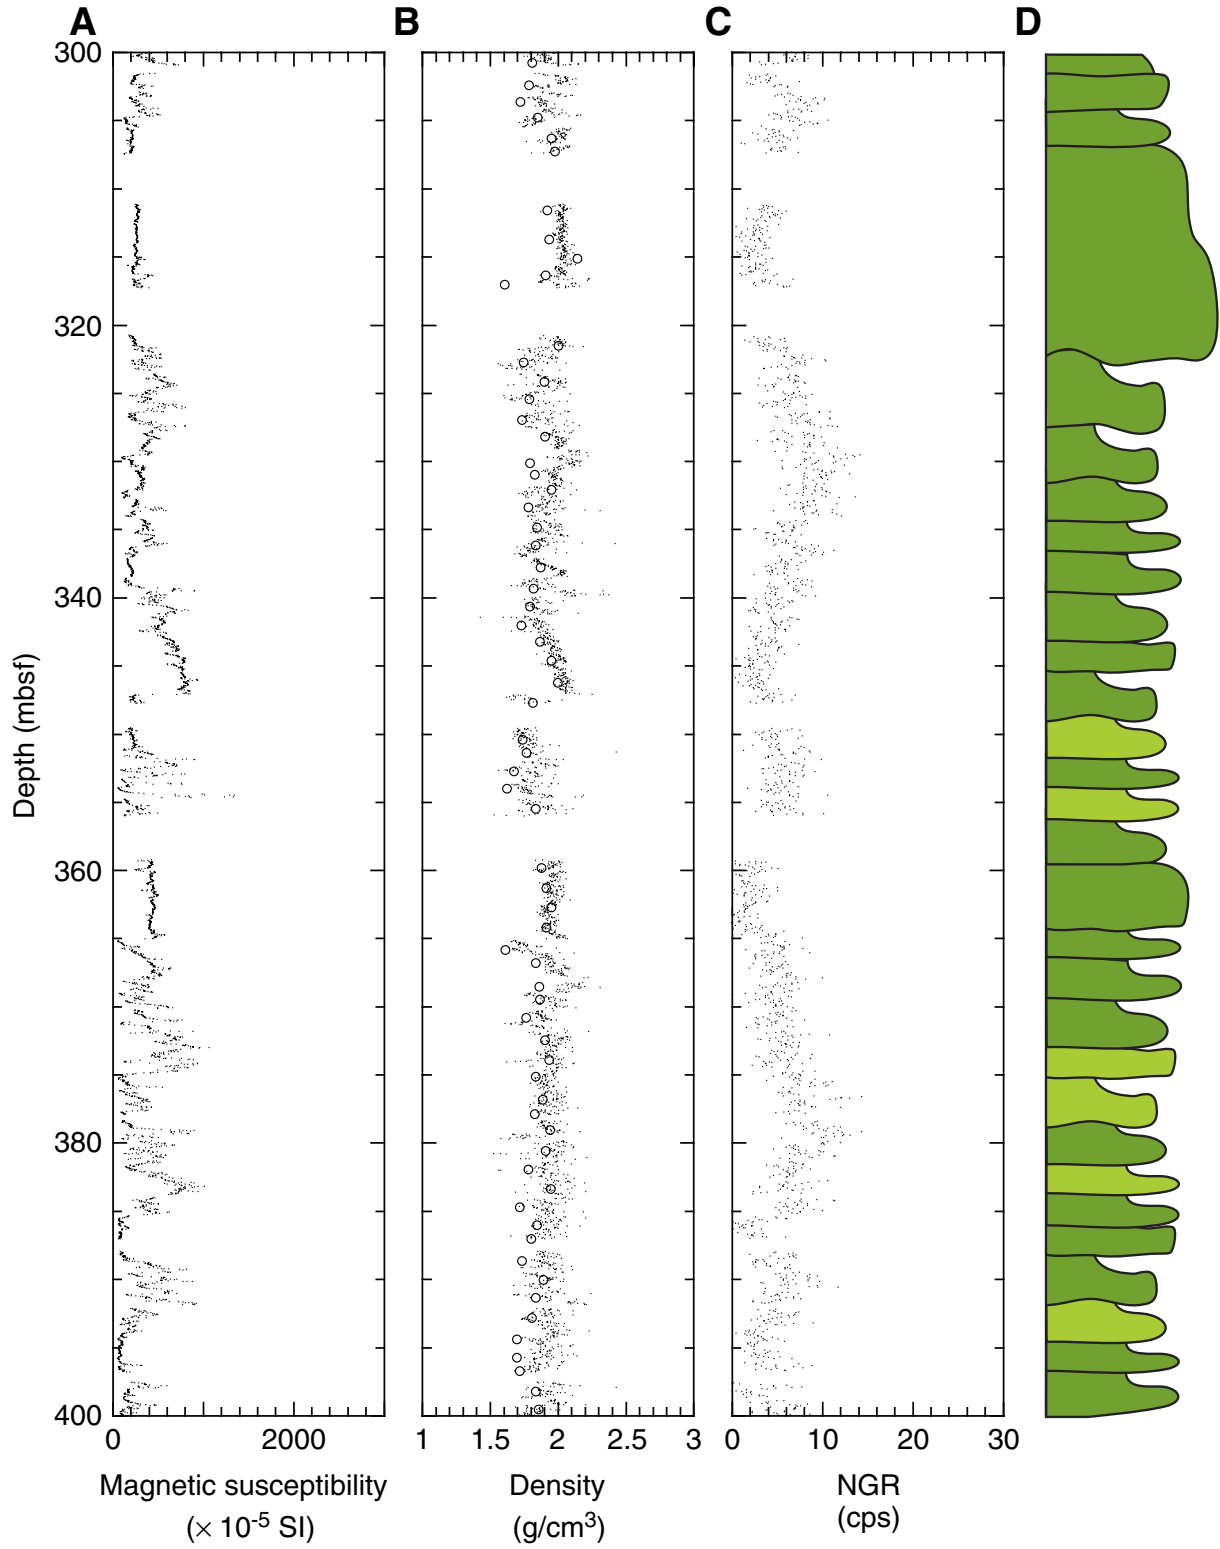 A B C D
300
320
340
360
380
400
Depth (mbsf)
0 2000
1 1.5 2 2.5 3
0 10 20 30
Magnetic susceptibility
(× 10-5 SI)
Density
(g/cm3)
NGR
(cps)